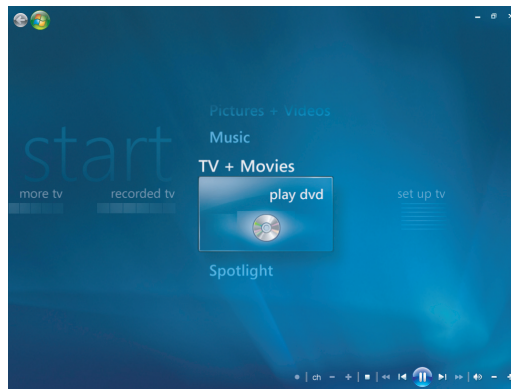 Pictures + Videos
Music
start
TV + Movies
more tv
recorded tv
play dvd
set up tv
Spotlight
ch